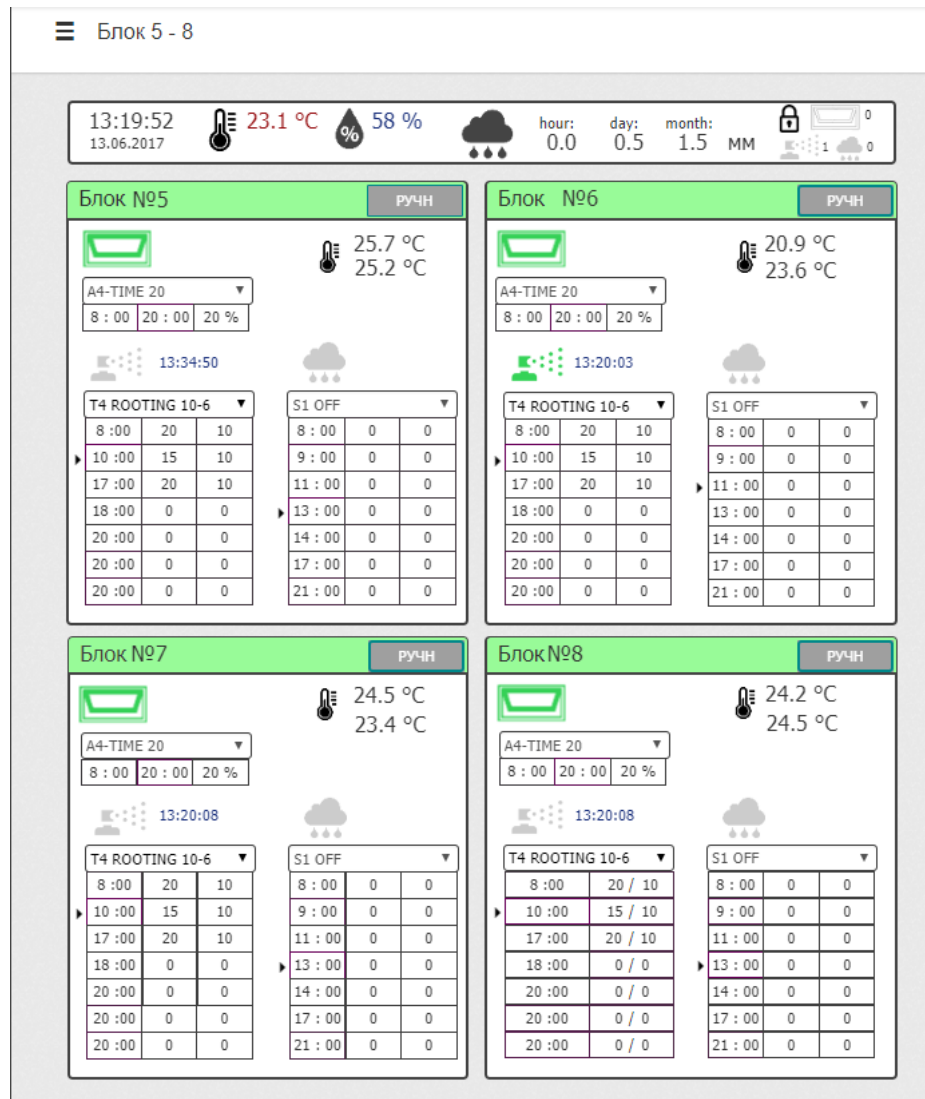 ☰ Блок 5 - 8
13:19:52 23.1 °C % 58 % hour: day: month: 0
13.06.2017 0.0 0.5 1.5 мм 1 0
Блок №5 РУЧН
25.7 °C
25.2 °C
A4-TIME 20 ▼
8 : 00 20 : 00 20 %
13:34:50
T4 ROOTING 10-6 ▼
8 :00 20 10
10 :00 15 10
17 :00 20 10
18 :00 0 0
20 :00 0 0
20 :00 0 0
20 :00 0 0
S1 OFF ▼
8 : 00 0 0
9 : 00 0 0
11 : 00 0 0
13 : 00 0 0
14 : 00 0 0
17 : 00 0 0
21 : 00 0 0
Блок №6 РУЧН
20.9 °C
23.6 °C
A4-TIME 20 ▼
8 : 00 20 : 00 20 %
13:20:03
T4 ROOTING 10-6 ▼
8 :00 20 10
10 :00 15 10
17 :00 20 10
18 :00 0 0
20 :00 0 0
20 :00 0 0
20 :00 0 0
S1 OFF ▼
8 : 00 0 0
9 : 00 0 0
11 : 00 0 0
13 : 00 0 0
14 : 00 0 0
17 : 00 0 0
21 : 00 0 0
Блок №7 РУЧН
24.5 °C
23.4 °C
A4-TIME 20 ▼
8 : 00 20 : 00 20 %
13:20:08
T4 ROOTING 10-6 ▼
8 :00 20 10
10 :00 15 10
17 :00 20 10
18 :00 0 0
20 :00 0 0
20 :00 0 0
20 :00 0 0
S1 OFF ▼
8 : 00 0 0
9 : 00 0 0
11 : 00 0 0
13 : 00 0 0
14 : 00 0 0
17 : 00 0 0
21 : 00 0 0
Блок №8 РУЧН
24.2 °C
24.5 °C
A4-TIME 20 ▼
8 : 00 20 : 00 20 %
13:20:08
T4 ROOTING 10-6 ▼
8 :00 20 / 10
10 :00 15 / 10
17 :00 20 / 10
18 :00 0 / 0
20 :00 0 / 0
20 :00 0 / 0
20 :00 0 / 0
S1 OFF ▼
8 : 00 0 0
9 : 00 0 0
11 : 00 0 0
13 : 00 0 0
14 : 00 0 0
17 : 00 0 0
21 : 00 0 0